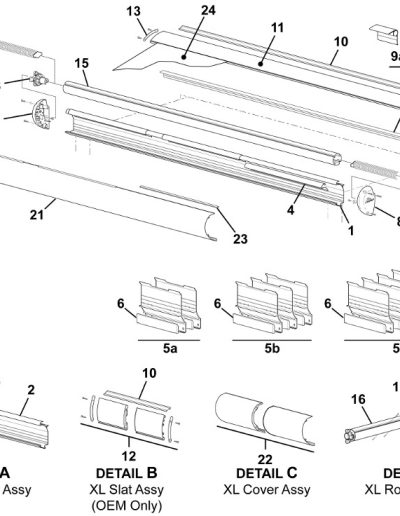 13
24
11
10
9a
15
21
23
4
1
8
6
6
6
5a
5b
5
2
10
12
22
16
1
A
DETAIL B
DETAIL C
DE
Assy
XL Slat Assy
XL Cover Assy
XL Ro
(OEM Only)